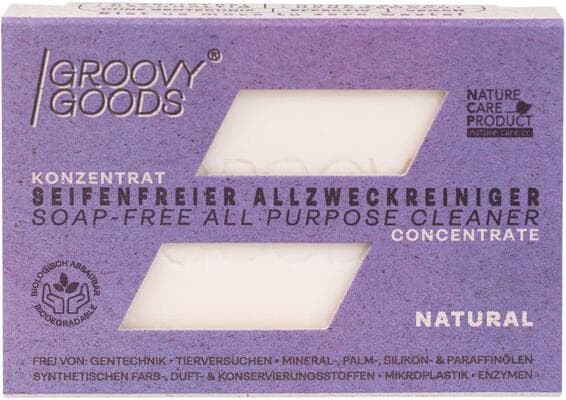 /GROOVY®
GOODS
NATURE
CARE
PRODUCT
nature-care.cc
KONZENTRAT
SEIFENFREIER ALLZWECKREINIGER
SOAP-FREE ALL PURPOSE CLEANER
CONCENTRATE
BIOLOGISCH ABBAUBAR
BIODEGRADABLE
NATURAL
FREI VON: GENTECHNIK · TIERVERSUCHEN · MINERAL-, PALM-, SILIKON- & PARAFFINÖLEN
SYNTHETISCHEN FARB-, DUFT- & KONSERVIERUNGSSTOFFEN · MIKROPLASTIK · ENZYMEN